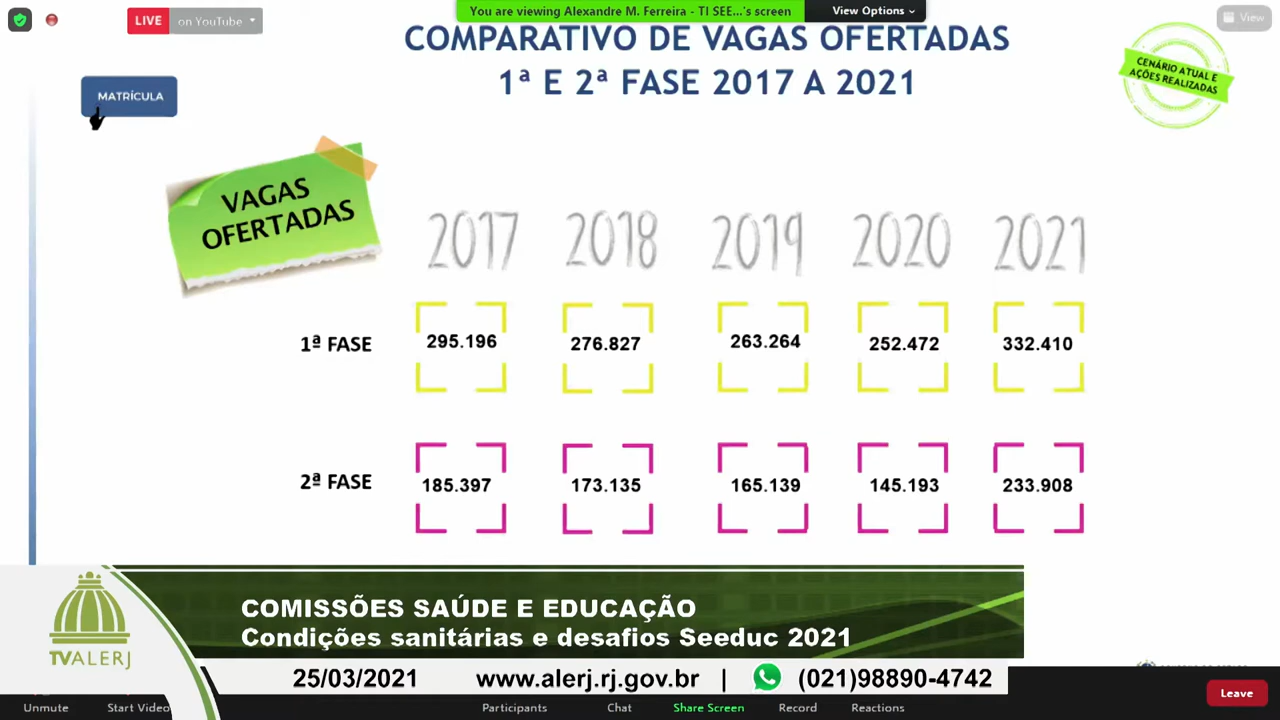 LIVE on YouTube
You are viewing Alexandre M. Ferreira - TI SEE...'s screen
View Options
View
COMPARATIVO DE VAGAS OFERTADAS
1ª E 2ª FASE 2017 A 2021
CENÁRIO ATUAL E
AÇÕES REALIZADAS
MATRÍCULA
VAGAS
OFERTADAS
2017 2018 2019 2020 2021
1ª FASE 295.196 276.827 263.264 252.472 332.410
2ª FASE 185.397 173.135 165.139 145.193 233.908
COMISSÕES SAÚDE E EDUCAÇÃO
Condições sanitárias e desafios Seeduc 2021
TVALERJ
25/03/2021 www.alerj.rj.gov.br | (021)98890-4742
Unmute Start Video Participants Chat Share Screen Record Reactions
Leave